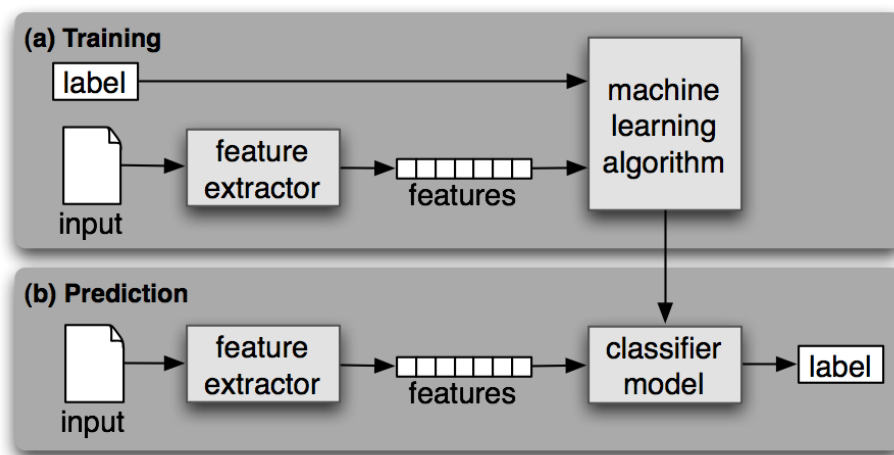 (a) Training
label
machine
learning
algorithm
feature
extractor
features
input
(b) Prediction
feature
extractor
features
input
classifier
model
label